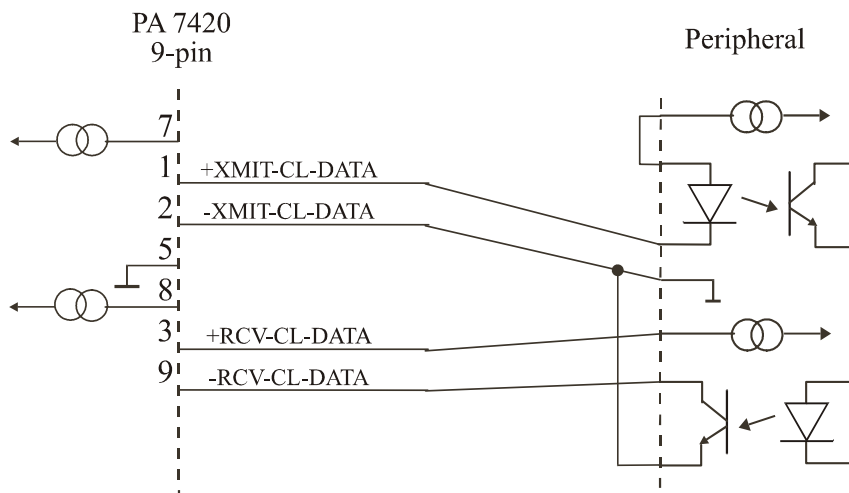 PA 7420
9-pin
Peripheral
7
1
+XMIT-CL-DATA
2
-XMIT-CL-DATA
5
8
3
+RCV-CL-DATA
9
-RCV-CL-DATA